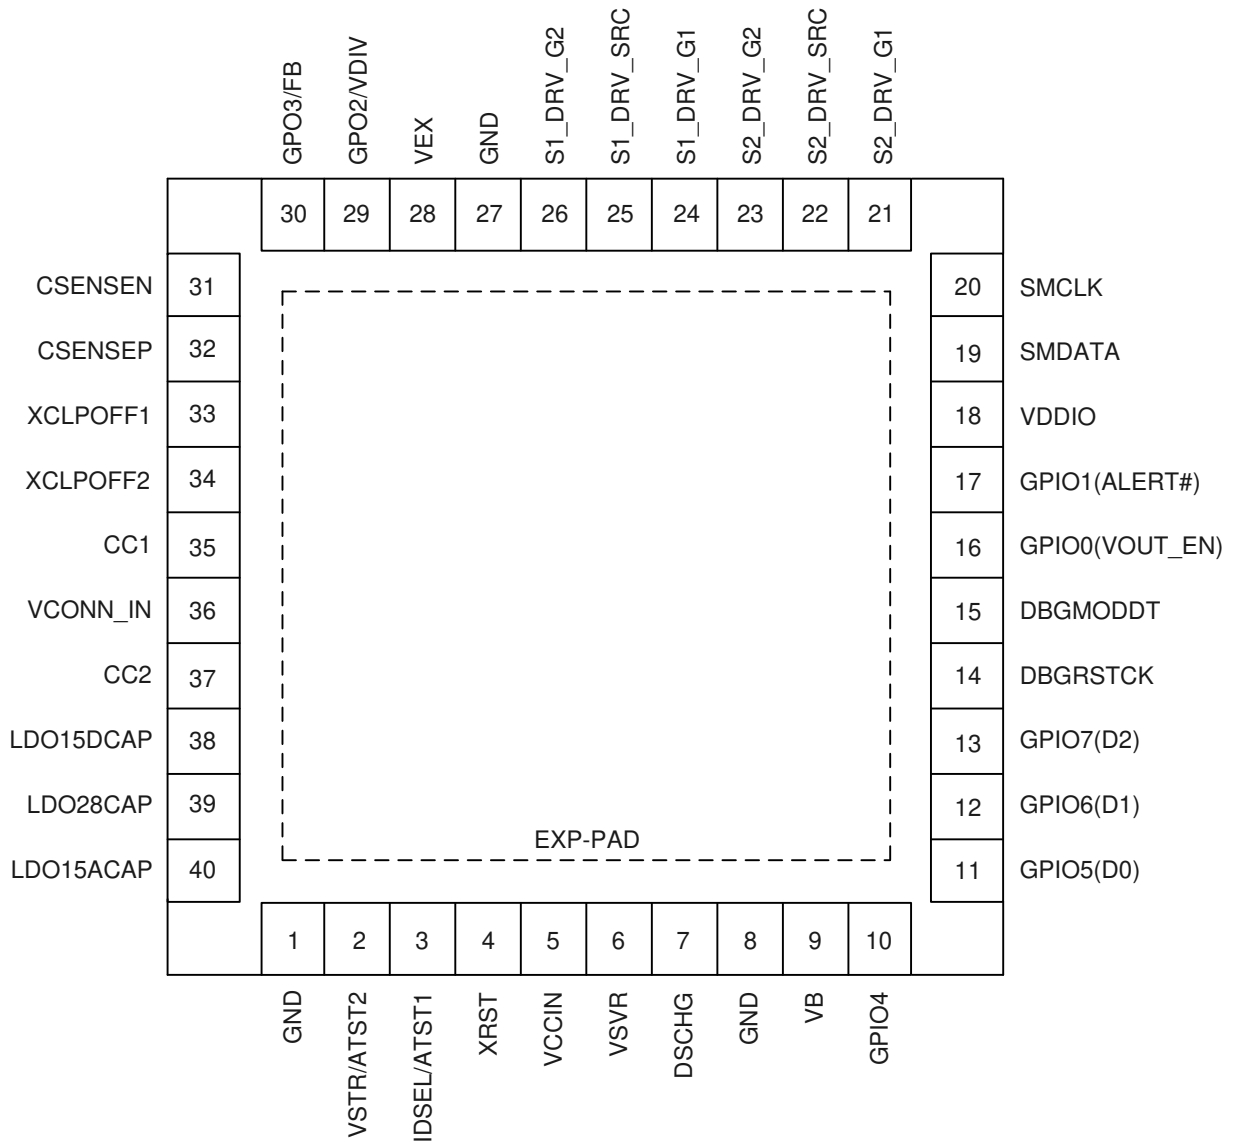 GPO3/FB
GPO2/VDIV
VEX
GND
S1_DRV_G2
S1_DRV_SRC
S1_DRV_G1
S2_DRV_G2
S2_DRV_SRC
S2_DRV_G1
30 29 28 27 26 25 24 23 22 21
CSENSEN 31
20 SMCLK
CSENSEP 32
19 SMDATA
XCLPOFF1 33
18 VDDIO
XCLPOFF2 34
17 GPIO1(ALERT#)
CC1 35
16 GPIO0(VOUT_EN)
VCONN_IN 36
15 DBGMODDT
CC2 37
14 DBGRSTCK
LDO15DCAP 38
13 GPIO7(D2)
LDO28CAP 39
12 GPIO6(D1)
EXP-PAD
LDO15ACAP 40
11 GPIO5(D0)
1 2 3 4 5 6 7 8 9 10
GND
VSTR/ATST2
IDSEL/ATST1
XRST
VCCIN
VSVR
DSCHG
GND
VB
GPIO4